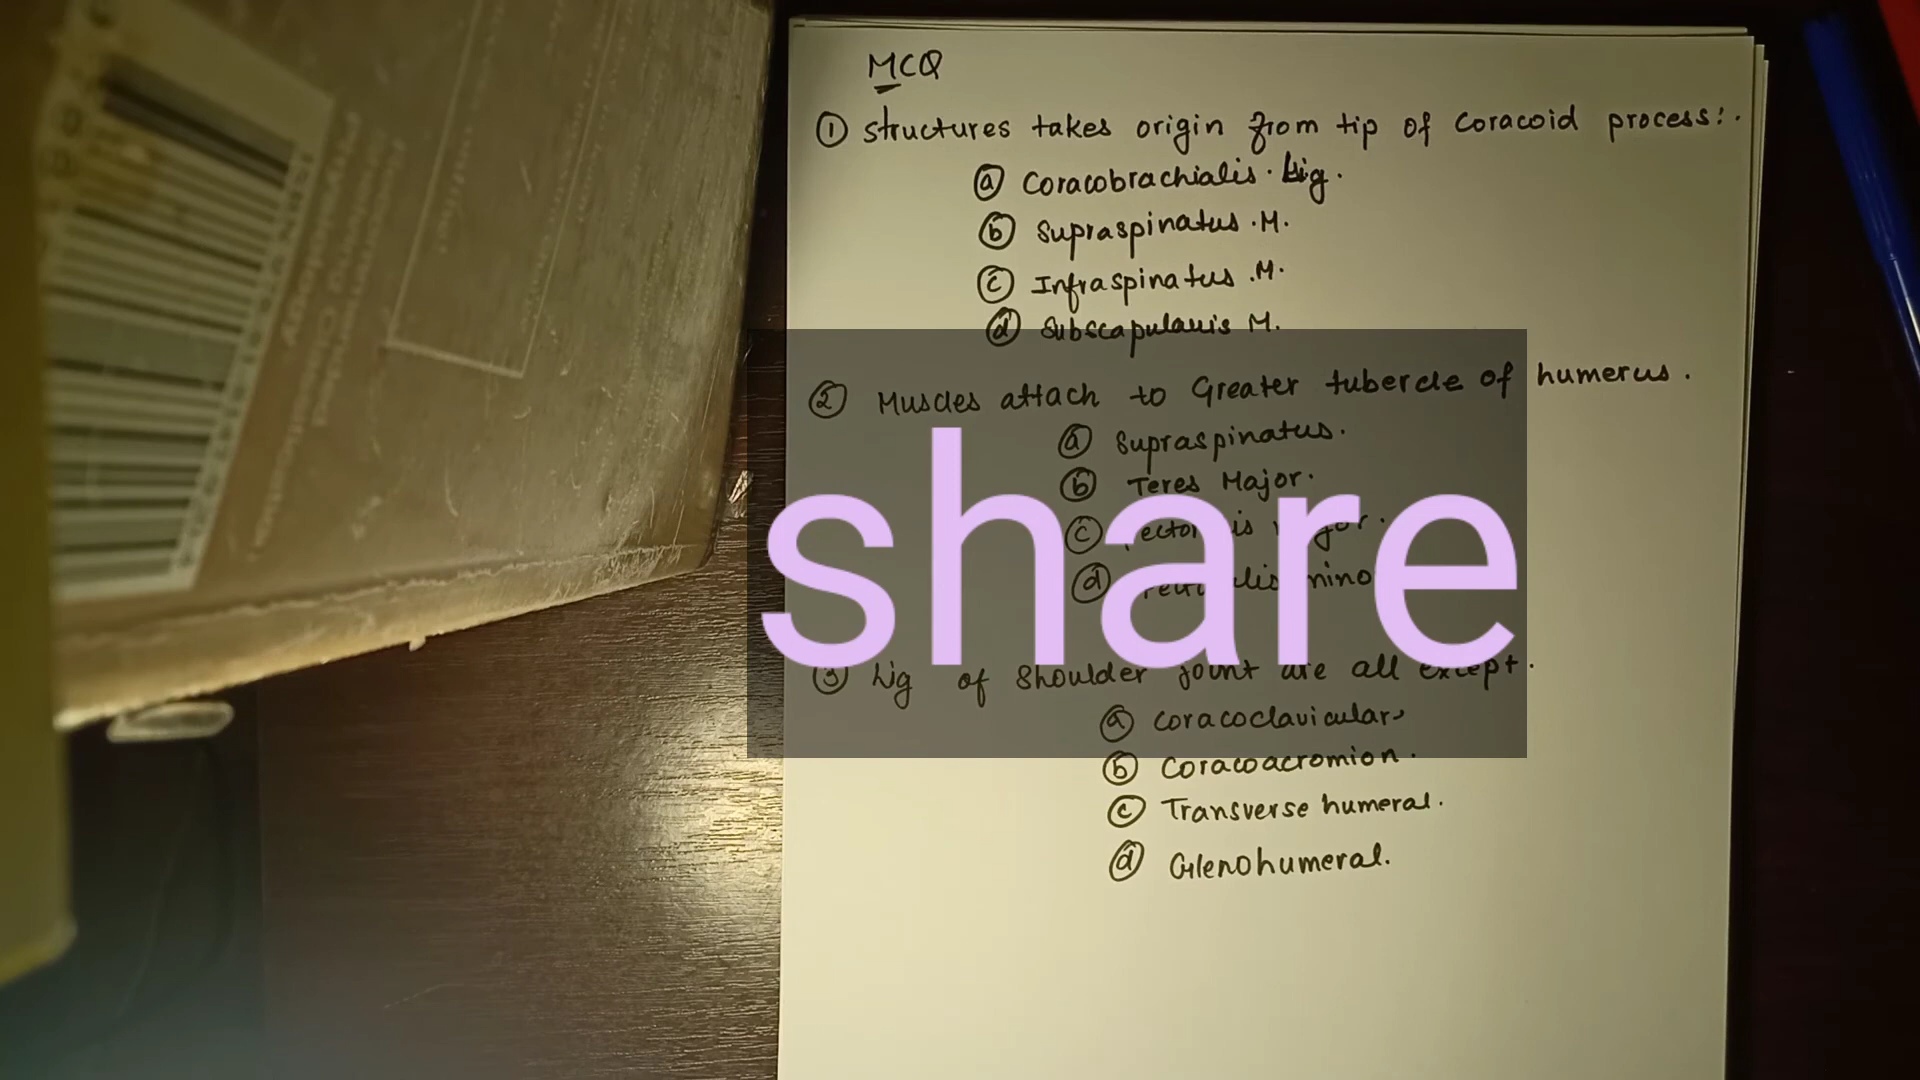 MCQ
① structures takes origin from tip of coracoid process:.
ⓐ Coracobrachialis. Lig.
ⓑ Supraspinatus .M.
ⓒ Infraspinatus .M.
ⓓ Subscapularis M.
② Muscles attach to Greater tubercle of humerus.
ⓐ Supraspinatus.
ⓑ Teres Major.
ⓒ
ⓓ
share
③ Lig of Shoulder joint are all except.
ⓐ Coracoclavicular
ⓑ Coracoacromion.
ⓒ Transverse humeral.
ⓓ Glenohumeral.